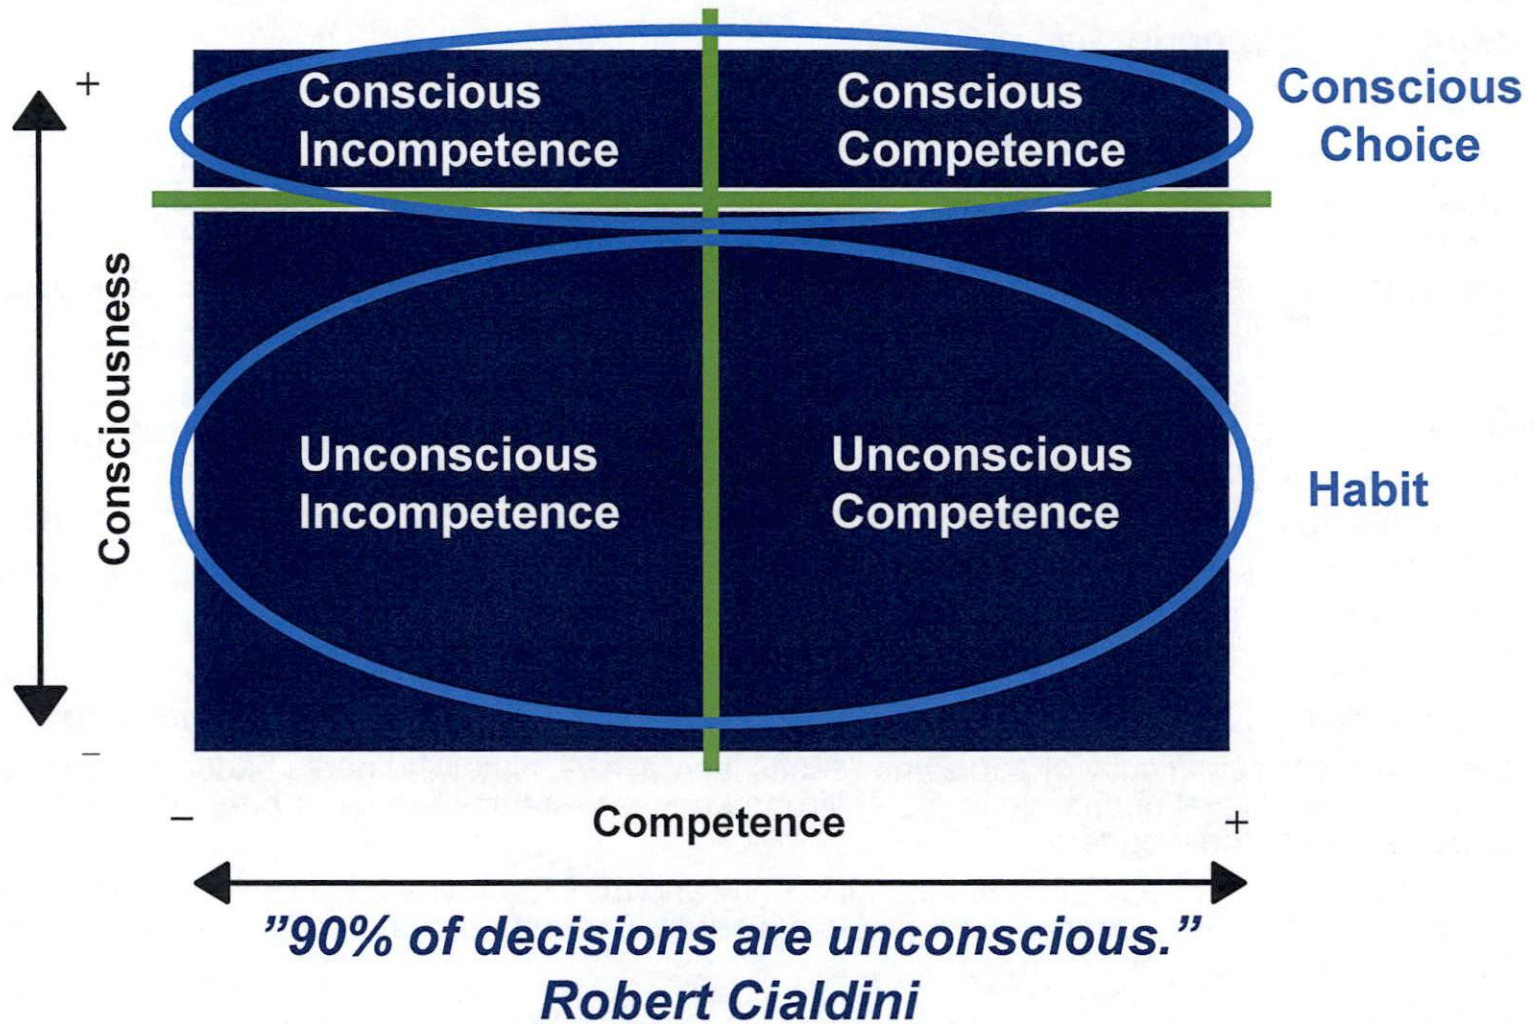 +
Conscious
Incompetence
Conscious
Competence
Conscious
Choice
Consciousness
Unconscious
Incompetence
Unconscious
Competence
Habit
–
–
Competence
+
”90% of decisions are unconscious.”
Robert Cialdini